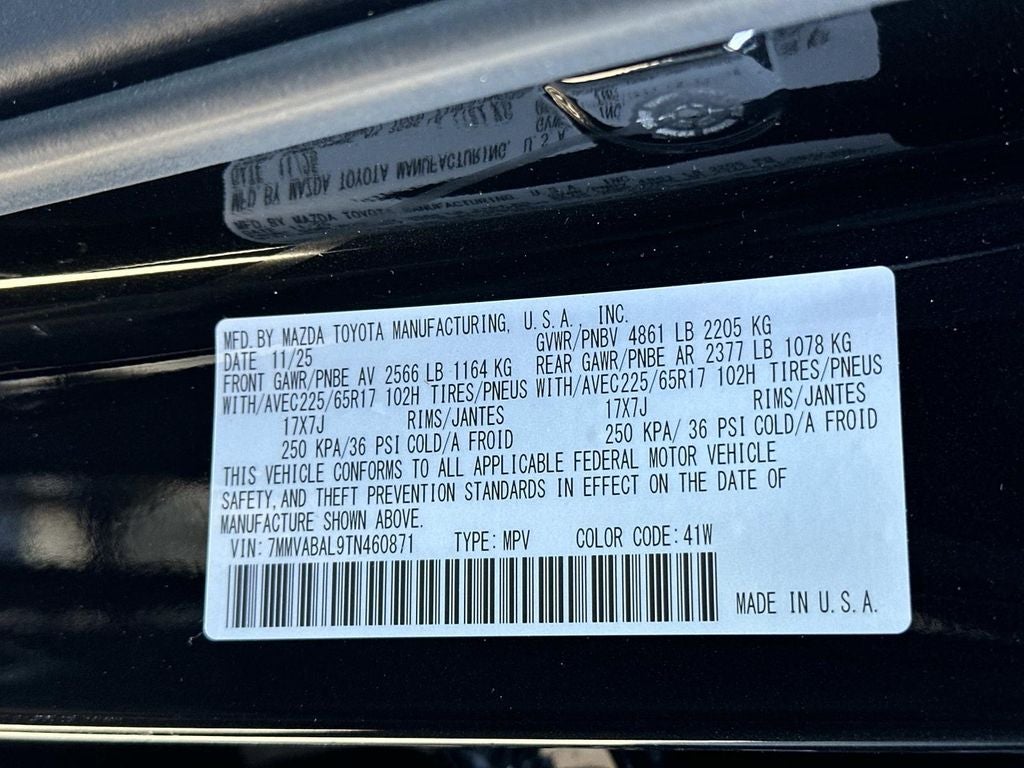 MFD. BY MAZDA TOYOTA MANUFACTURING, U.S.A. INC.
DATE 11/25 GVWR/PNBV 4861 LB 2205 KG
FRONT GAWR/PNBE AV 2566 LB 1164 KG REAR GAWR/PNBE AR 2377 LB 1078 KG
WITH/AVEC225/65R17 102H TIRES/PNEUS WITH/AVEC225/65R17 102H TIRES/PNEUS
17X7J RIMS/JANTES 17X7J RIMS/JANTES
250 KPA/36 PSI COLD/A FROID 250 KPA/ 36 PSI COLD/A FROID
THIS VEHICLE CONFORMS TO ALL APPLICABLE FEDERAL MOTOR VEHICLE
SAFETY, AND THEFT PREVENTION STANDARDS IN EFFECT ON THE DATE OF
MANUFACTURE SHOWN ABOVE.
VIN: 7MMVABAL9TN460871 TYPE: MPV COLOR CODE: 41W
MADE IN U.S.A.